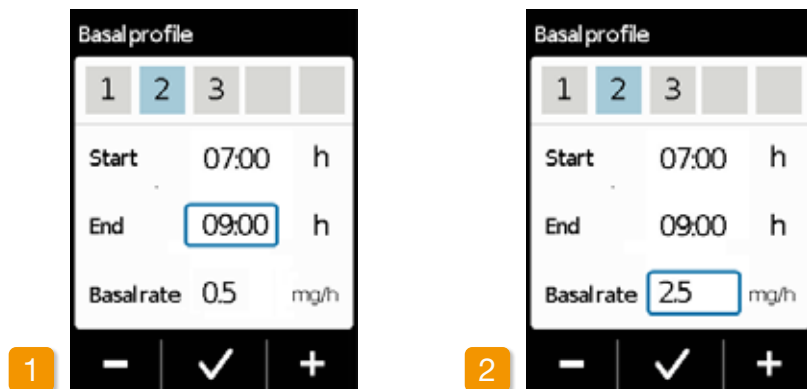 Basal profile
1 2 3
Start 07:00 h
End 09:00 h
Basal rate 0.5 mg/h
− ✓ +
1
Basal profile
1 2 3
Start 07:00 h
End 09:00 h
Basal rate 2.5 mg/h
− ✓ +
2